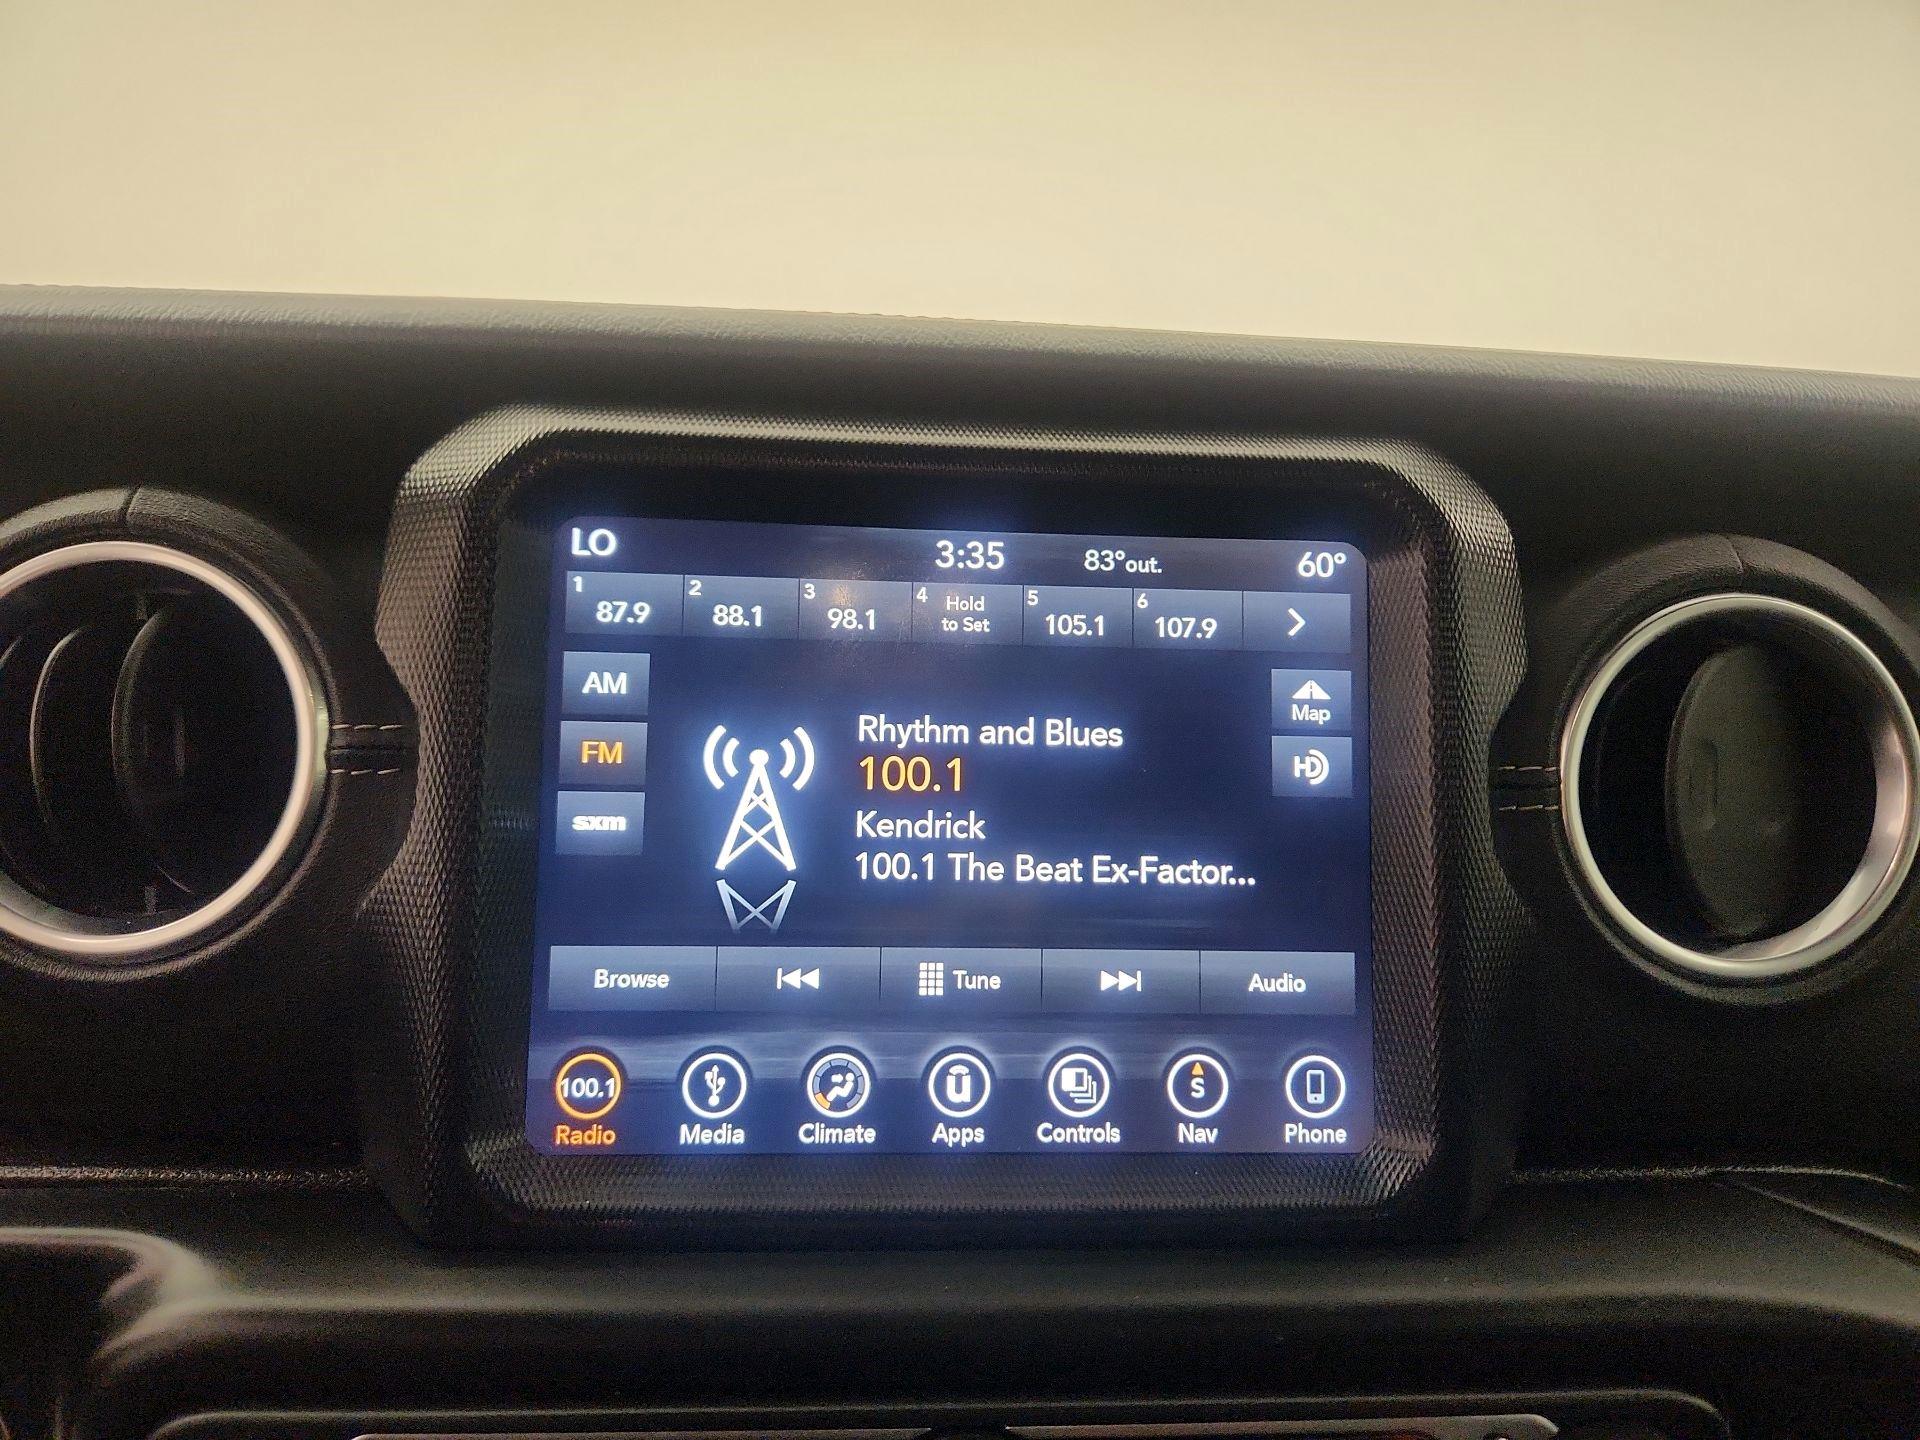 LO 3:35 83°out. 60°
1 87.9 2 88.1 3 98.1 4 Hold to Set 5 105.1 6 107.9
AM
Map
FM
HD
sxm
Rhythm and Blues
100.1
Kendrick
100.1 The Beat Ex-Factor...
Browse Tune Audio
100.1 u S
Radio Media Climate Apps Controls Nav Phone